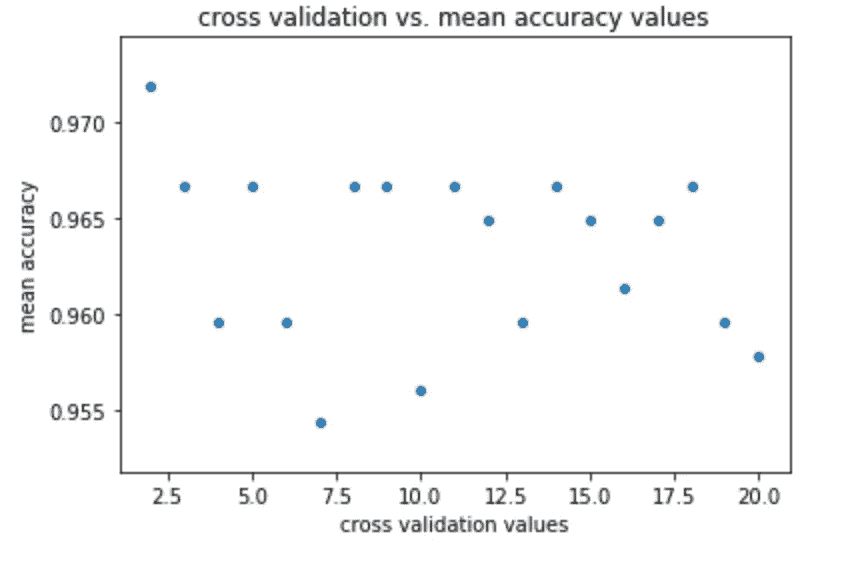 cross validation vs. mean accuracy values
0.970
0.965
0.960
0.955
mean accuracy
2.5 5.0 7.5 10.0 12.5 15.0 17.5 20.0
cross validation values